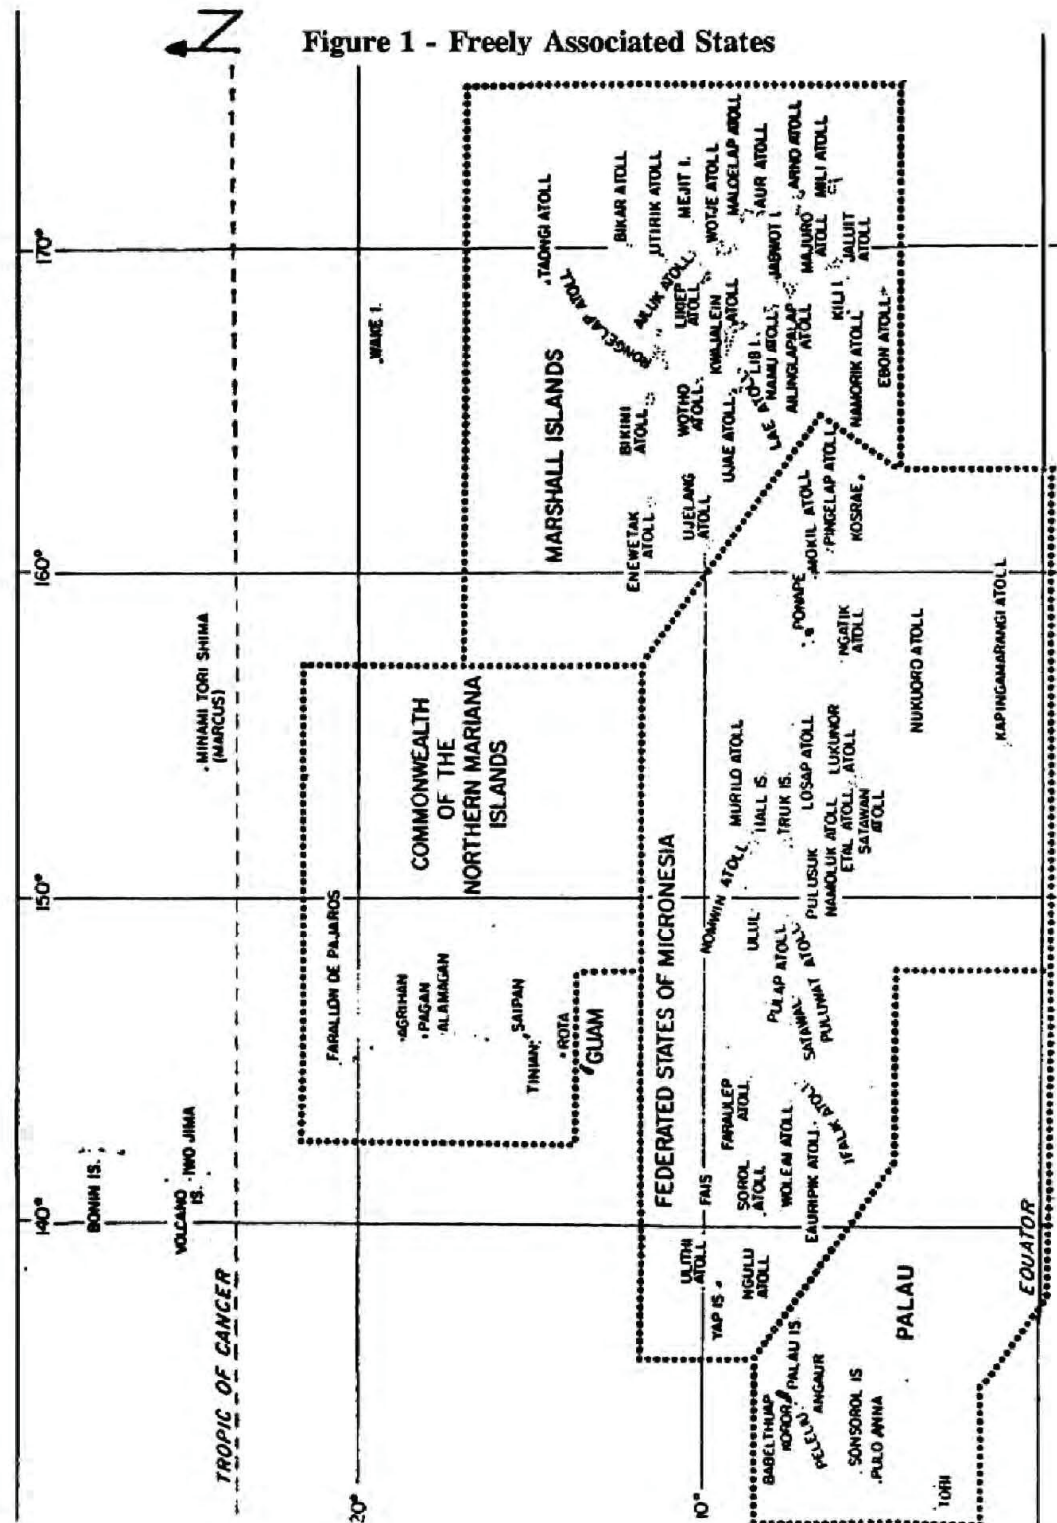 Figure 1 - Freely Associated States
N
140°
150°
160°
170°
20°
10°
TROPIC OF CANCER
EQUATOR
BONIN IS.
VOLCANO
IS.
IWO JIMA
MINAMI TORI SHIMA
(MARCUS)
WAKE I.
COMMONWEALTH
OF THE
NORTHERN MARIANA
ISLANDS
FARALLON DE PAJAROS
AGRIHAN
PAGAN
ALAMAGAN
SAIPAN
TINIAN
ROTA
GUAM
MARSHALL ISLANDS
TAONGI ATOLL
BIKAR ATOLL
UTIRIK ATOLL
MEJIT I.
WOTJE ATOLL
MALOELAP ATOLL
AUR ATOLL
ARNO ATOLL
MILI ATOLL
RONGELAP ATOLL
AILUK ATOLL
LIKIEP
ATOLL
KWAJALEIN
ATOLL
JABWOT I.
MAJURO
ATOLL
JALUIT
ATOLL
BIKINI
ATOLL
WOTHO
ATOLL
UJAE ATOLL
LAE ATOLL
LIB I.
NAMU ATOLL
AILINGLAPALAP
ATOLL
KILI I.
NAMORIK ATOLL
EBON ATOLL
ENEWETAK
ATOLL
UJELANG
ATOLL
FEDERATED STATES OF MICRONESIA
PINGELAP ATOLL
MOKIL ATOLL
KOSRAE
PONAPE
NGATIK
ATOLL
NUKUORO ATOLL
KAPINGAMARANGI ATOLL
MURILO ATOLL
NOMWIN ATOLL
HALL IS.
TRUK IS.
LOSAP ATOLL
LUKUNOR
ATOLL
NAMOLUK ATOLL
ETAL ATOLL
SATAWAN
ATOLL
PULUSUK
ULUL
PULAP ATOLL
PULUWAT ATOLL
SATAWAL
FARAULEP
ATOLL
IFALIK ATOLL
WOLEAI ATOLL
EAURIPIK ATOLL
SOROL
ATOLL
FAIS
ULITHI
ATOLL
YAP IS
NGULU
ATOLL
PALAU
BABELTHUAP
KOROR
PALAU IS.
PELELIU
ANGAUR
SONSOROL IS
PULO ANNA
TOBI